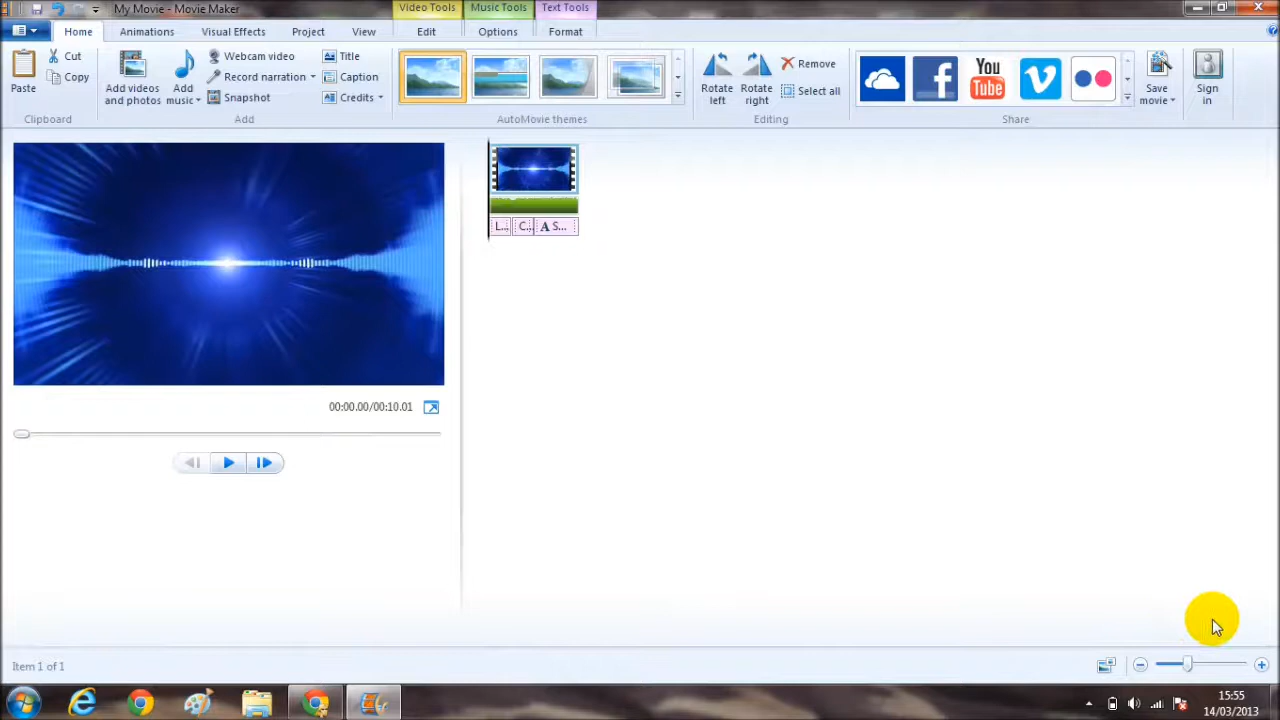 My Movie - Movie Maker
Video Tools
Music Tools
Text Tools
Home
Animations
Visual Effects
Project
View
Edit
Options
Format
Paste
Cut
Copy
Clipboard
Add videos
and photos
Add
music
Webcam video
Record narration
Snapshot
Title
Caption
Credits
Add
AutoMovie themes
Rotate
left
Rotate
right
Remove
Select all
Editing
f
You
Tube
v
Share
Save
movie
Sign
in
L...
C...
A S...
00:00.00/00:10.01
Item 1 of 1
15:55
14/03/2013